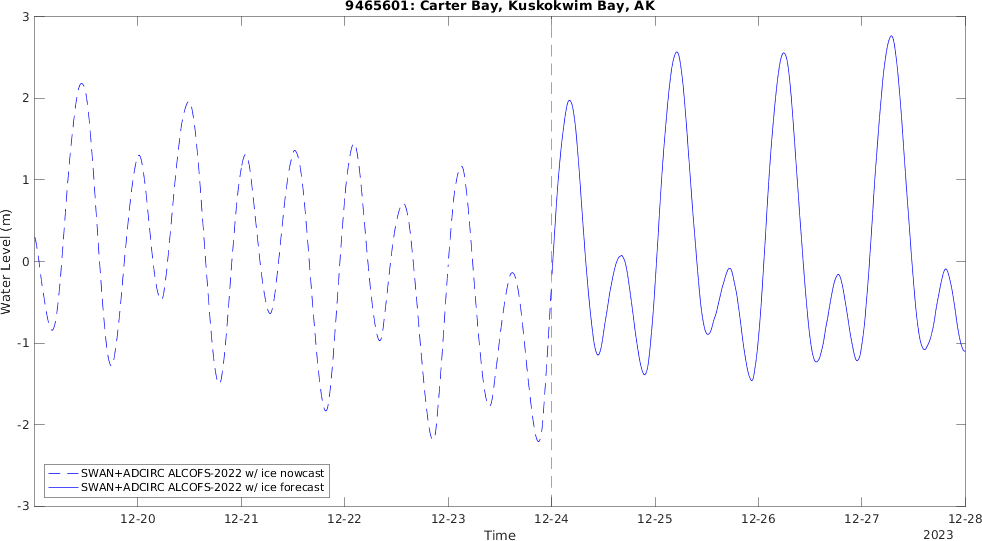 9465601: Carter Bay, Kuskokwim Bay, AK
3
2
1
0
-1
-2
-3
Water Level (m)
SWAN+ADCIRC ALCOFS-2022 w/ ice nowcast
SWAN+ADCIRC ALCOFS-2022 w/ ice forecast
12-20 12-21 12-22 12-23 12-24 12-25 12-26 12-27 12-28
Time
2023